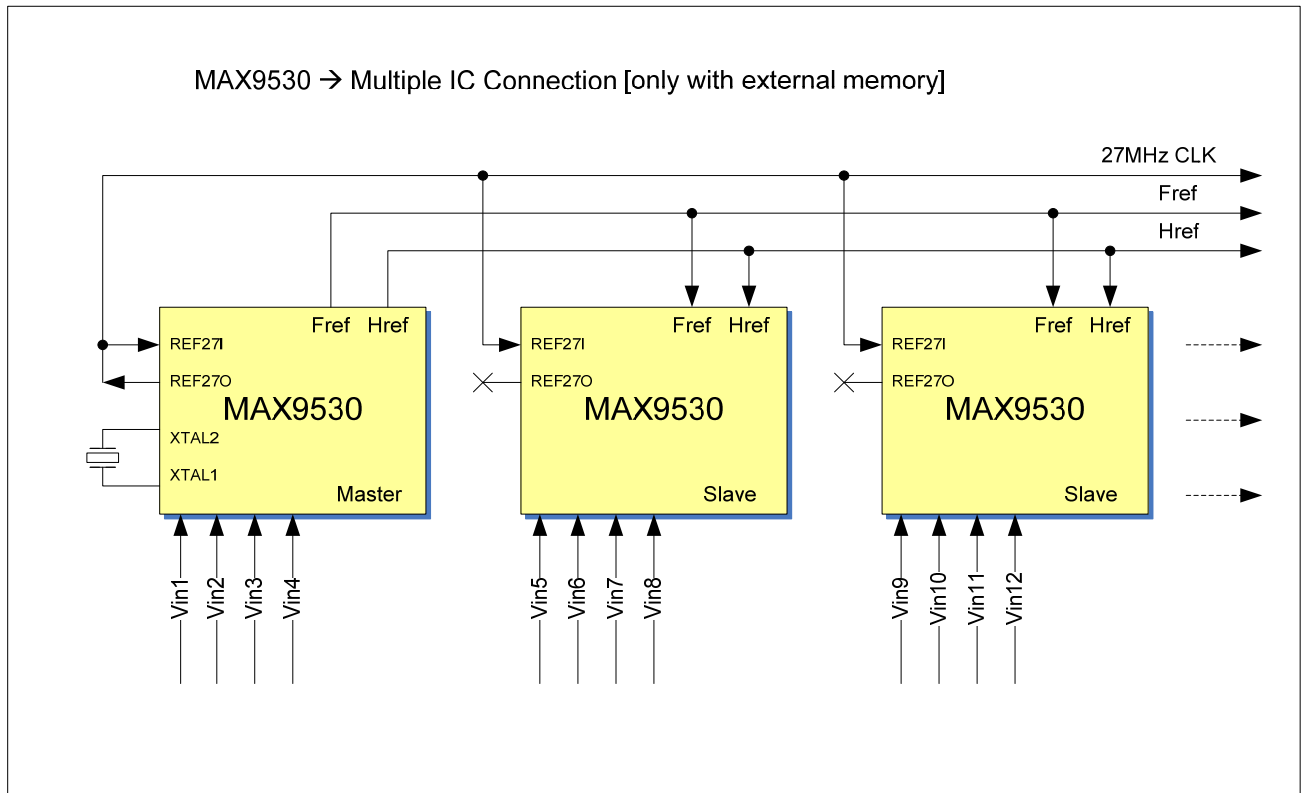 MAX9530 → Multiple IC Connection [only with external memory]
27MHz CLK
Fref
Href
Fref Href
REF27I
REF27O
MAX9530
XTAL2
XTAL1
Master
Fref Href
REF27I
REF27O
MAX9530
Slave
Fref Href
REF27I
REF27O
MAX9530
Slave
Vin1
Vin2
Vin3
Vin4
Vin5
Vin6
Vin7
Vin8
Vin9
Vin10
Vin11
Vin12